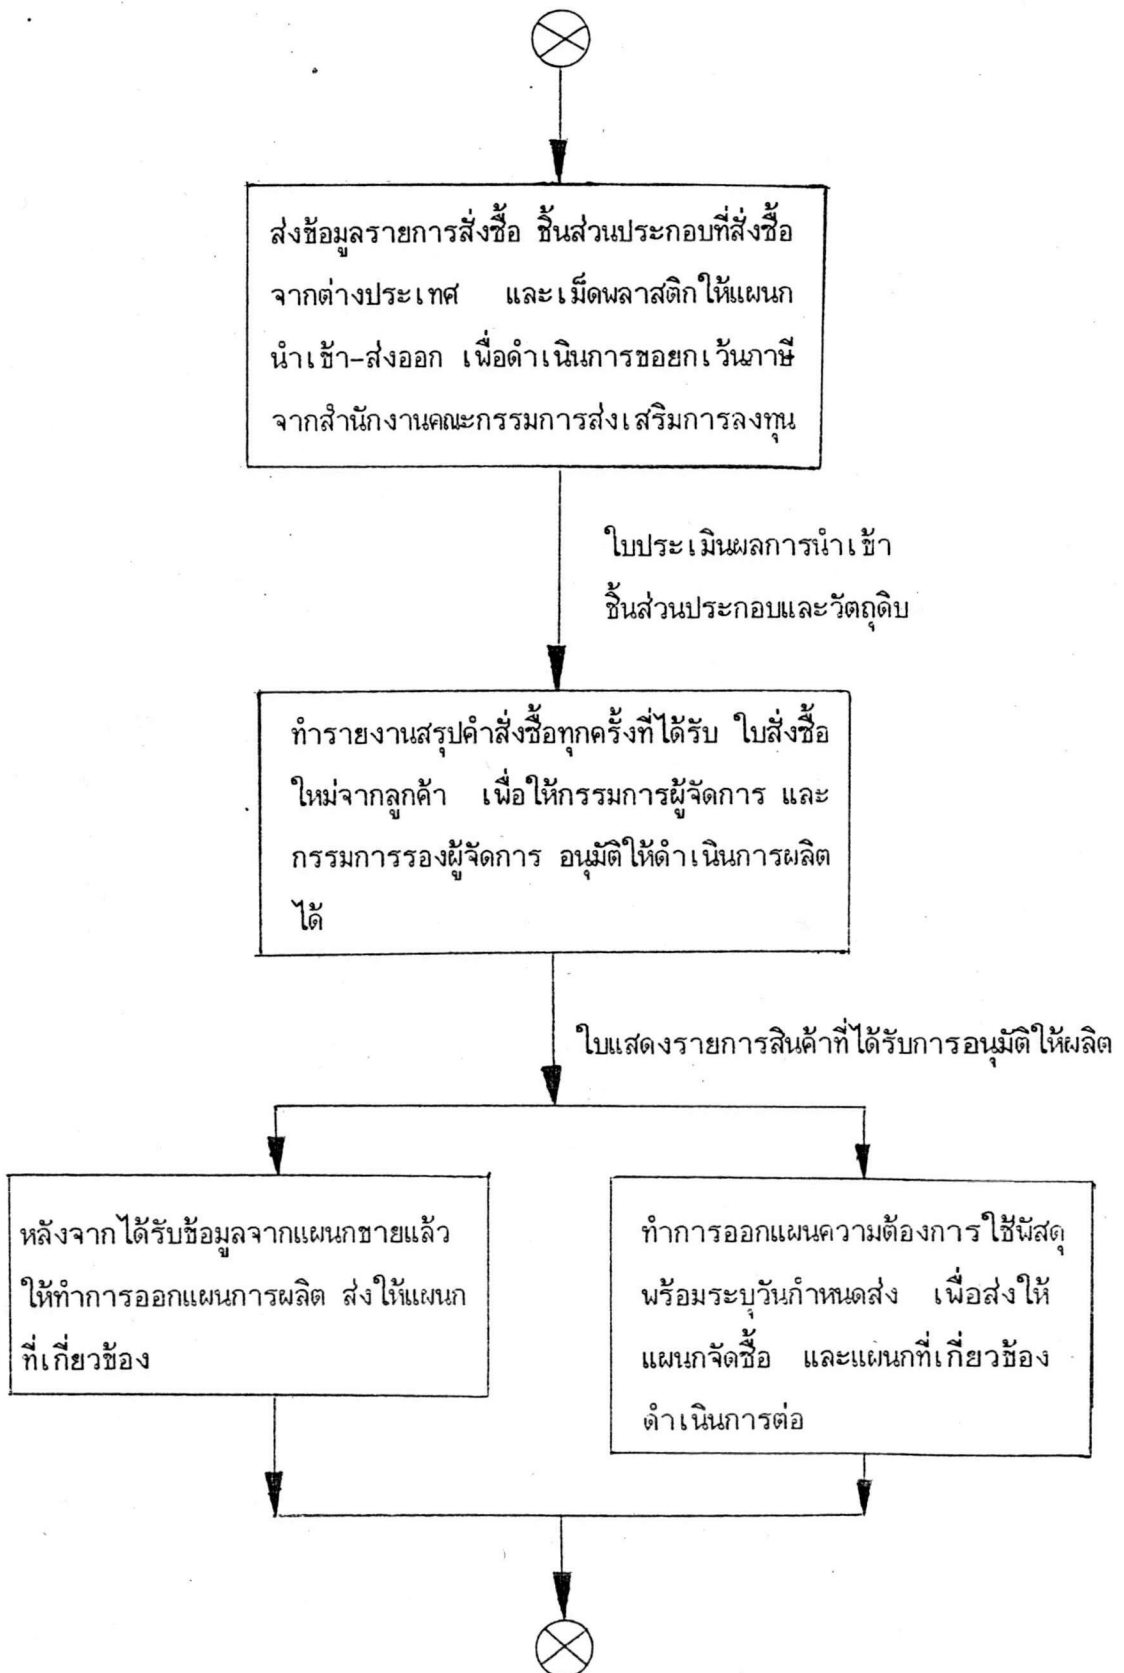 ส่งข้อมูลรายการสั่งซื้อ ชิ้นส่วนประกอบที่สั่งซื้อ
จากต่างประเทศ และเม็ดพลาสติกให้แผนก
นำเข้า-ส่งออก เพื่อดำเนินการขอยกเว้นภาษี
จากสำนักงานคณะกรรมการส่งเสริมการลงทุน
ใบประเมินผลการนำเข้า
ชิ้นส่วนประกอบและวัตถุดิบ
ทำรายงานสรุปคำสั่งซื้อทุกครั้งที่ได้รับ ใบสั่งซื้อ
ใหม่จากลูกค้า เพื่อให้กรรมการผู้จัดการ และ
กรรมการรองผู้จัดการ อนุมัติให้ดำเนินการผลิต
ได้
ใบแสดงรายการสินค้าที่ได้รับการอนุมัติให้ผลิต
หลังจากได้รับข้อมูลจากแผนกขายแล้ว
ให้ทำการออกแผนการผลิต ส่งให้แผนก
ที่เกี่ยวข้อง
ทำการออกแผนความต้องการใช้พัสดุ
พร้อมระบุวันกำหนดส่ง เพื่อส่งให้
แผนกจัดซื้อ และแผนกที่เกี่ยวข้อง
ดำเนินการต่อ